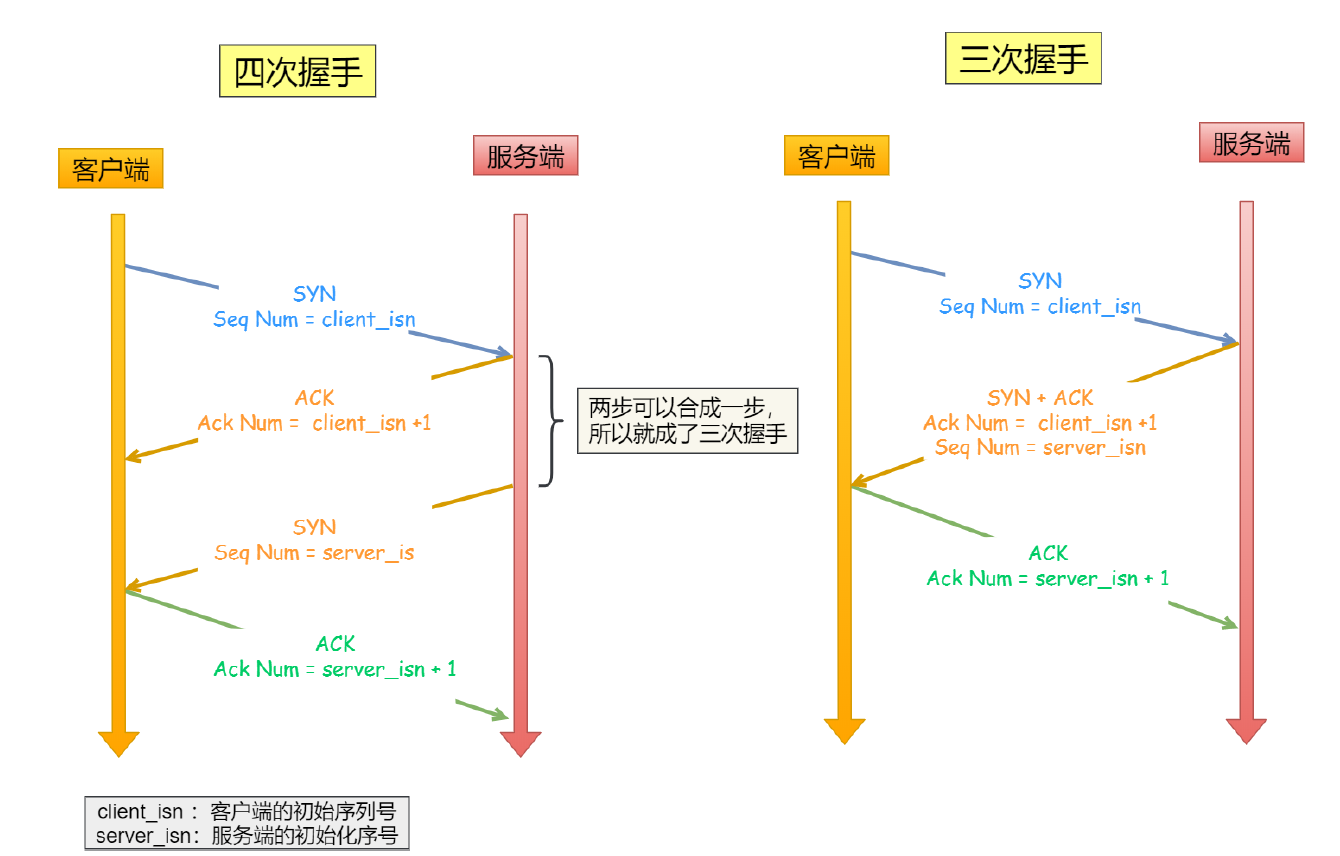 四次握手
客户端
服务端
SYN
Seq Num = client_isn
ACK
Ack Num = client_isn +1
两步可以合成一步，
所以就成了三次握手
SYN
Seq Num = server_is
ACK
Ack Num = server_isn + 1
client_isn ： 客户端的初始序列号
server_isn： 服务端的初始化序号
三次握手
客户端
服务端
SYN
Seq Num = client_isn
SYN + ACK
Ack Num = client_isn +1
Seq Num = server_isn
ACK
Ack Num = server_isn + 1